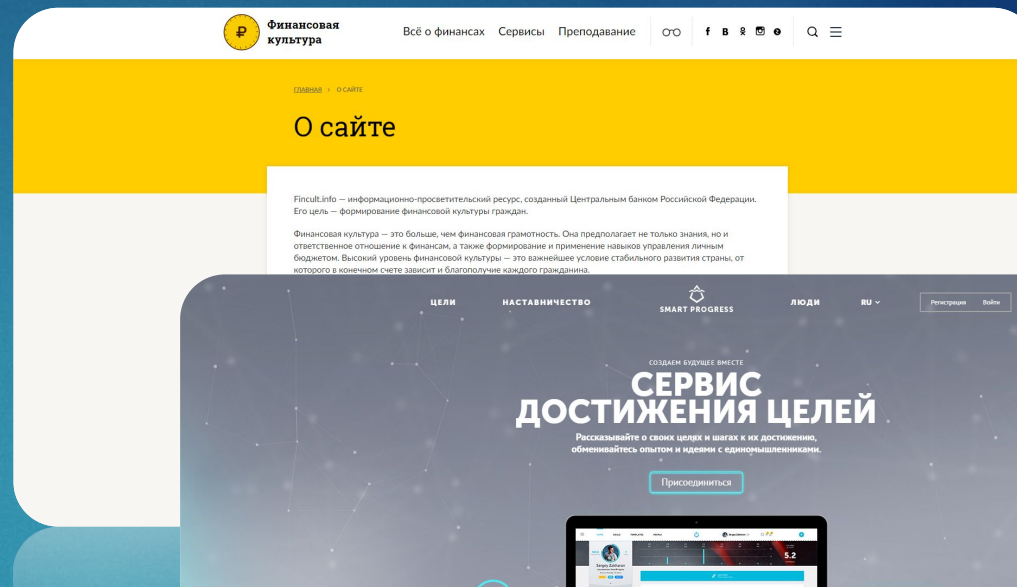 Финансовая
культура
Всё о финансах Сервисы Преподавание
ГЛАВНАЯ > О САЙТЕ
О сайте
Fincult.info — информационно-просветительский ресурс, созданный Центральным банком Российской Федерации.
Его цель — формирование финансовой культуры граждан.
Финансовая культура — это больше, чем финансовая грамотность. Она предполагает не только знания, но и
ответственное отношение к финансам, а также формирование и применение навыков управления личным
бюджетом. Высокий уровень финансовой культуры — это важнейшее условие стабильного развития страны, от
которого в конечном счете зависит и благополучие каждого гражданина.
ЦЕЛИ НАСТАВНИЧЕСТВО SMART PROGRESS ЛЮДИ RU Регистрация Войти
СОЗДАЕМ БУДУЩЕЕ ВМЕСТЕ
СЕРВИС
ДОСТИЖЕНИЯ ЦЕЛЕЙ
Рассказывайте о своих целях и шагах к их достижению,
обменивайтесь опытом и идеями с единомышленниками.
Присоединиться
5.2